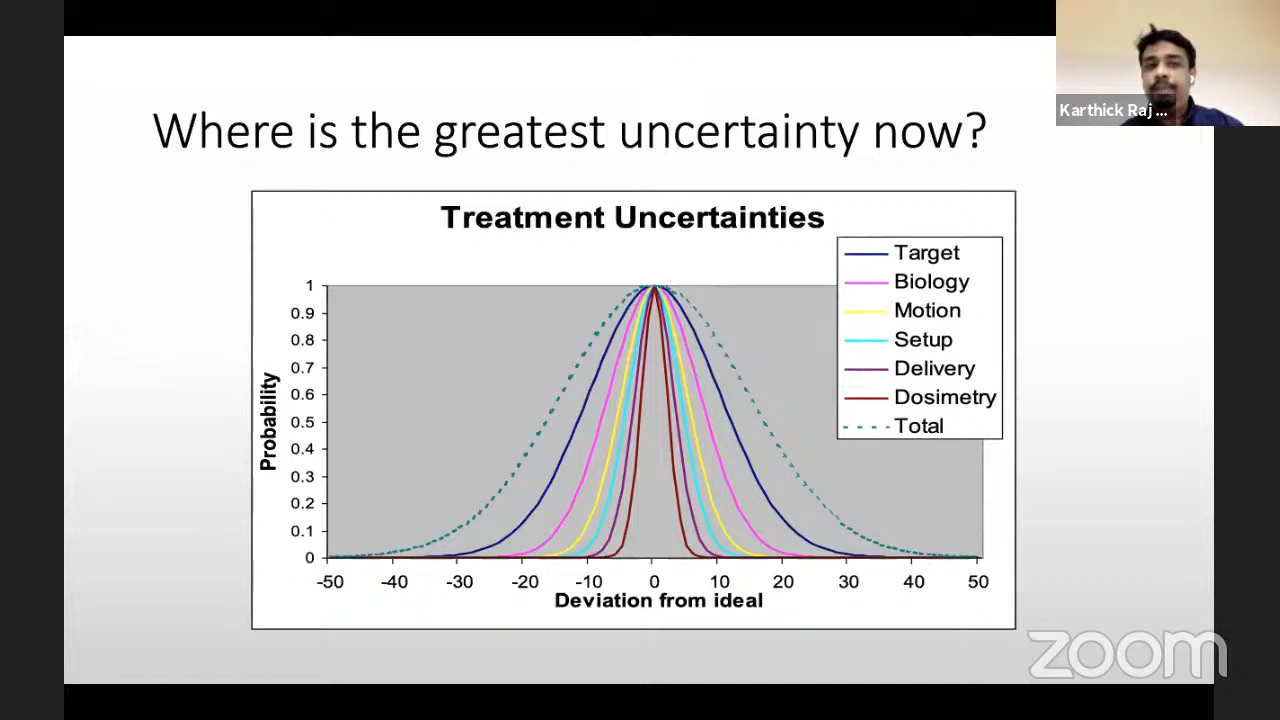 Karthick Raj ...
Where is the greatest uncertainty now?
Treatment Uncertainties
Target
Biology
Motion
Setup
Delivery
Dosimetry
Total
Probability
1
0.9
0.8
0.7
0.6
0.5
0.4
0.3
0.2
0.1
0
-50 -40 -30 -20 -10 0 10 20 30 40 50
Deviation from ideal
zoom